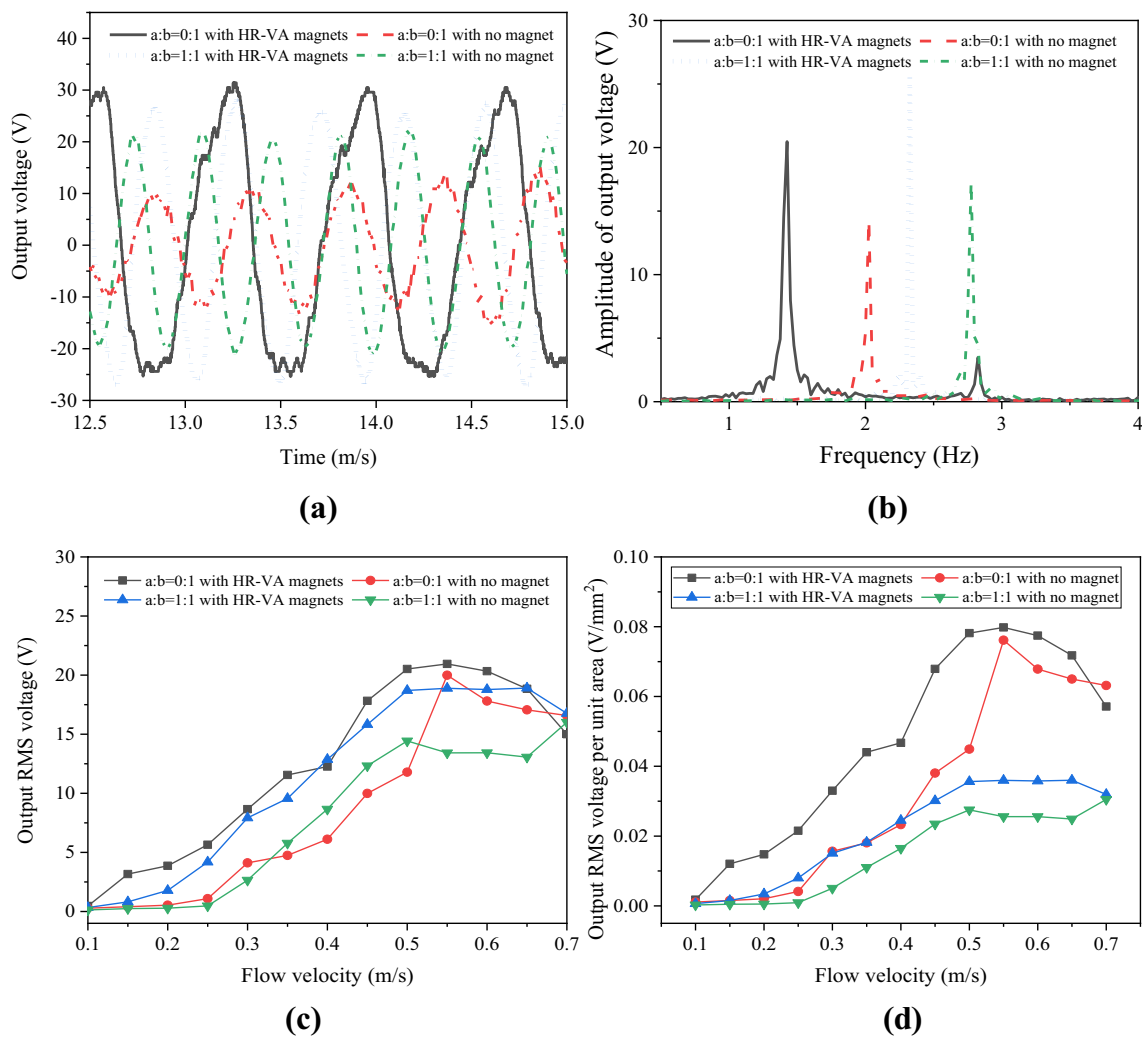 a:b=0:1 with HR-VA magnets a:b=0:1 with no magnet
a:b=1:1 with HR-VA magnets a:b=1:1 with no magnet
45
40
30
20
10
0
-10
-20
-30
Output voltage (V)
12.5 13.0 13.5 14.0 14.5 15.0
Time (m/s)
(a)
a:b=0:1 with HR-VA magnets a:b=0:1 with no magnet
a:b=1:1 with HR-VA magnets a:b=1:1 with no magnet
30
20
10
0
Amplitude of output voltage (V)
1 2 3 4
Frequency (Hz)
(b)
a:b=0:1 with HR-VA magnets a:b=0:1 with no magnet
a:b=1:1 with HR-VA magnets a:b=1:1 with no magnet
30
25
20
15
10
5
0
Output RMS voltage (V)
0.1 0.2 0.3 0.4 0.5 0.6 0.7
Flow velocity (m/s)
(c)
a:b=0:1 with HR-VA magnets a:b=0:1 with no magnet
a:b=1:1 with HR-VA magnets a:b=1:1 with no magnet
0.10
0.08
0.06
0.04
0.02
0.00
Output RMS voltage per unit area (V/mm²)
0.1 0.2 0.3 0.4 0.5 0.6 0.7
Flow velocity (m/s)
(d)